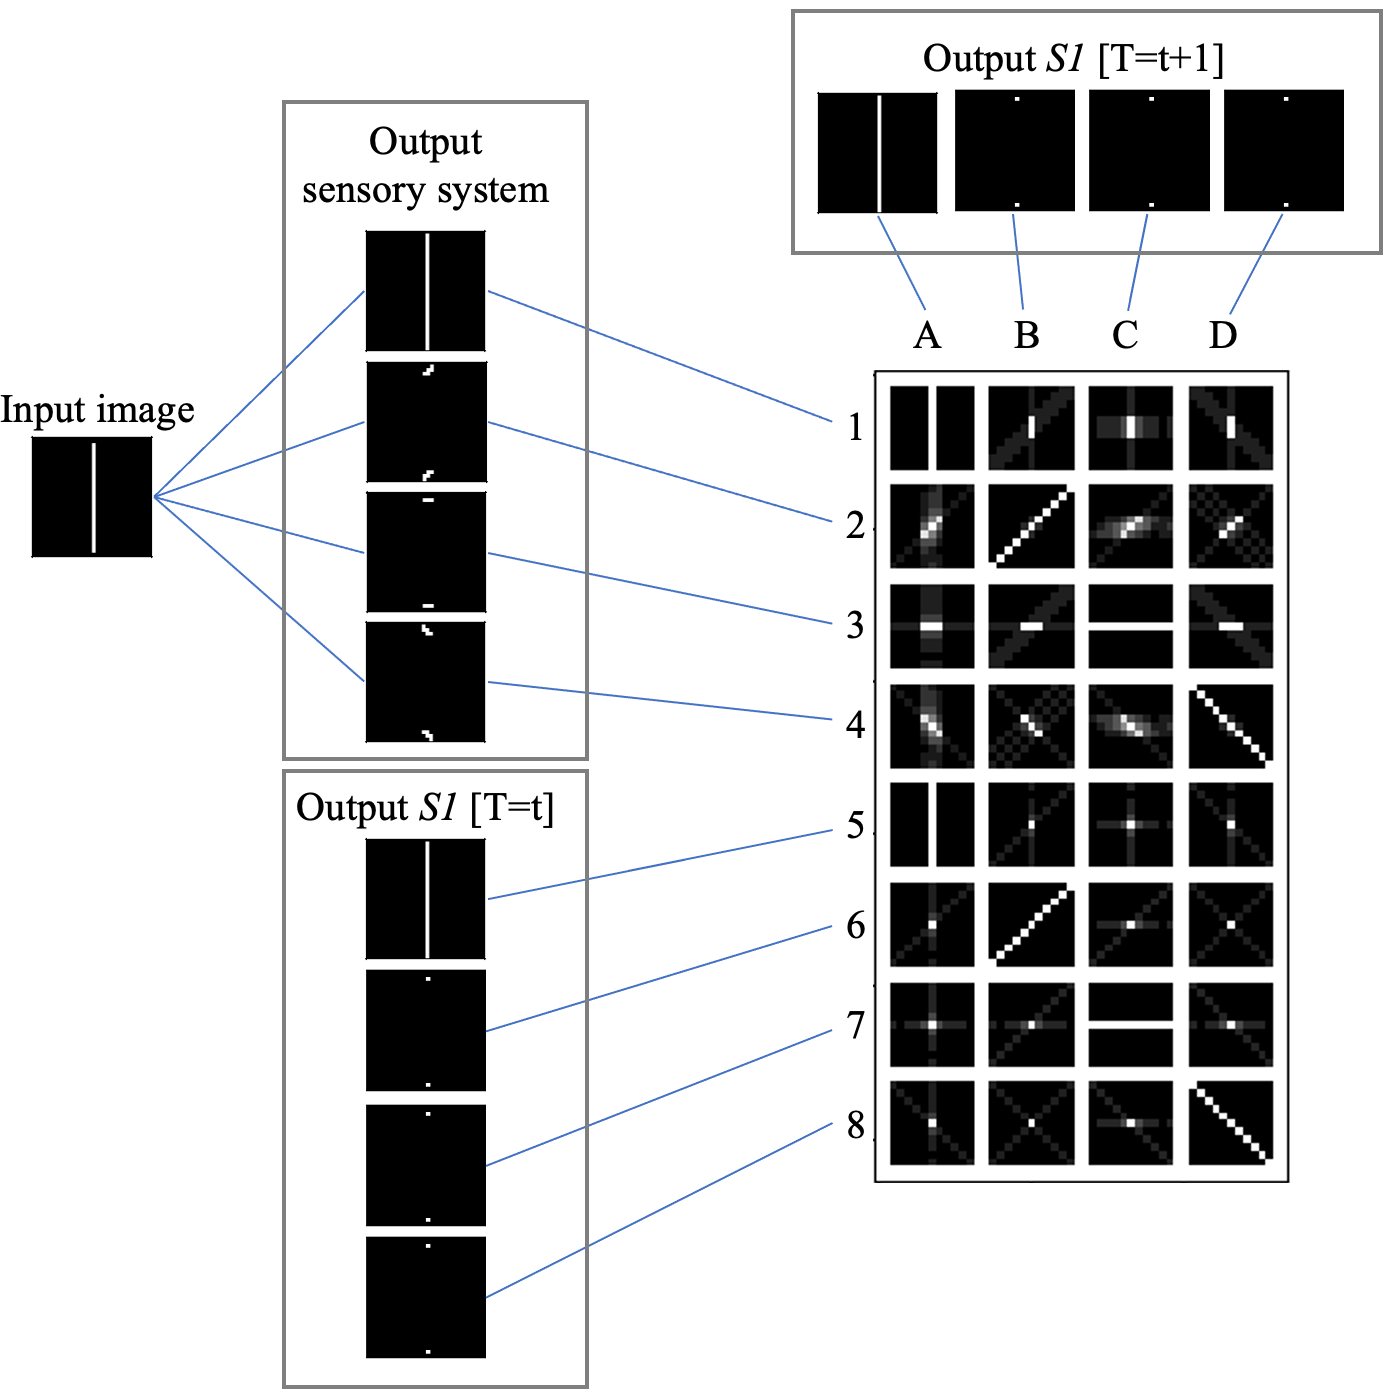 Output S1 [T=t+1]
Output
sensory system
Input image
A B C D
1
2
3
4
Output S1 [T=t]
5
6
7
8